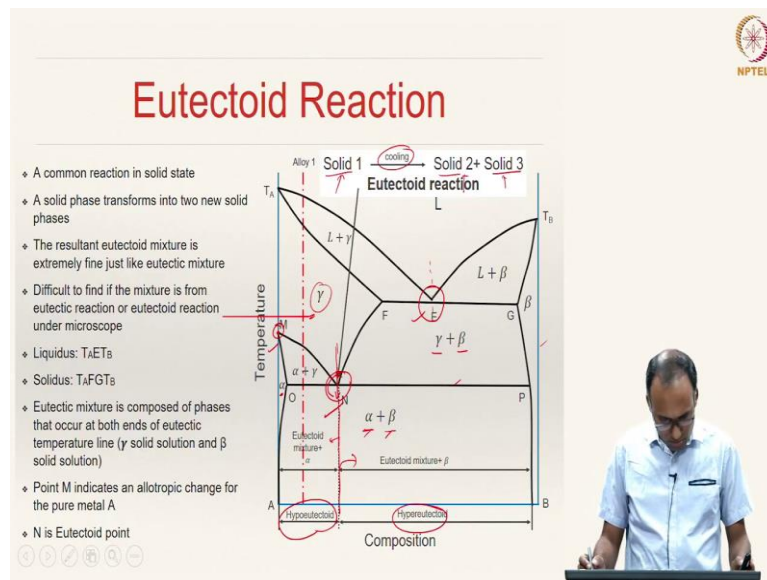 NPTEL
Eutectoid Reaction
❖ A common reaction in solid state
❖ A solid phase transforms into two new solid
phases
❖ The resultant eutectoid mixture is
extremely fine just like eutectic mixture
❖ Difficult to find if the mixture is from
eutectic reaction or eutectoid reaction
under microscope
❖ Liquidus: TAETB
❖ Solidus: TAFGTB
❖ Eutectic mixture is composed of phases
that occur at both ends of eutectic
temperature line (γ solid solution and β
solid solution)
❖ Point M indicates an allotropic change for
the pure metal A
❖ N is Eutectoid point
Alloy 1
Solid 1 cooling Solid 2+ Solid 3
Eutectoid reaction
L
TA
TB
L + γ
L + β
γ
β
F
E
G
M
γ + β
α + γ
α
O
N
P
α + β
Eutectoid
mixture+
α
Eutectoid mixture+ β
A
B
Hypoeutectoid
Hypereutectoid
Temperature
Composition